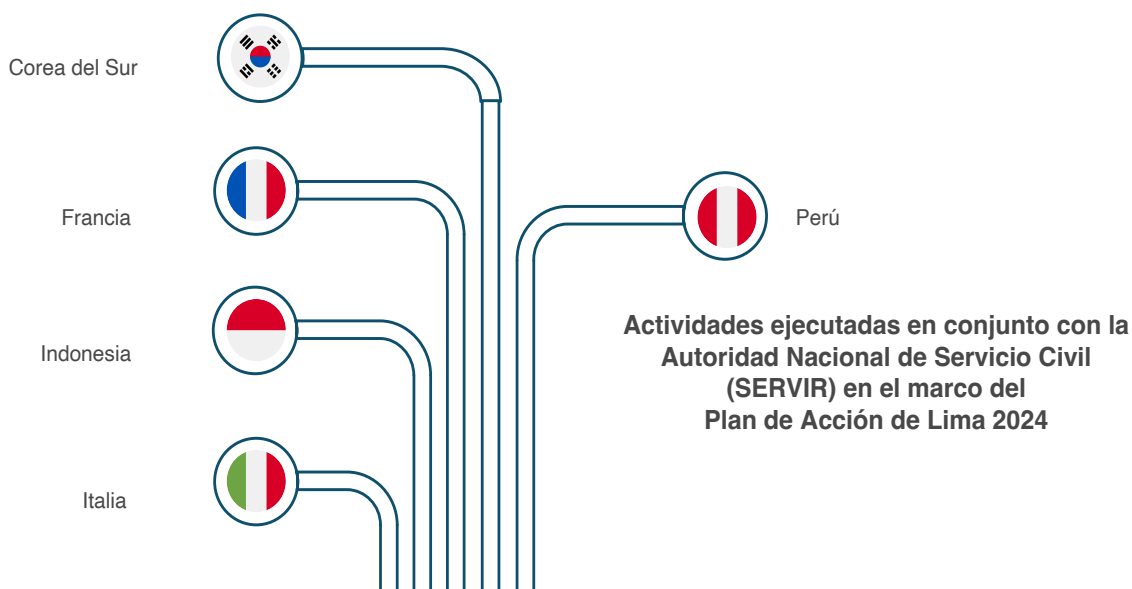 Corea del Sur
Francia
Indonesia
Italia
Perú
Actividades ejecutadas en conjunto con la
Autoridad Nacional de Servicio Civil
(SERVIR) en el marco del
Plan de Acción de Lima 2024